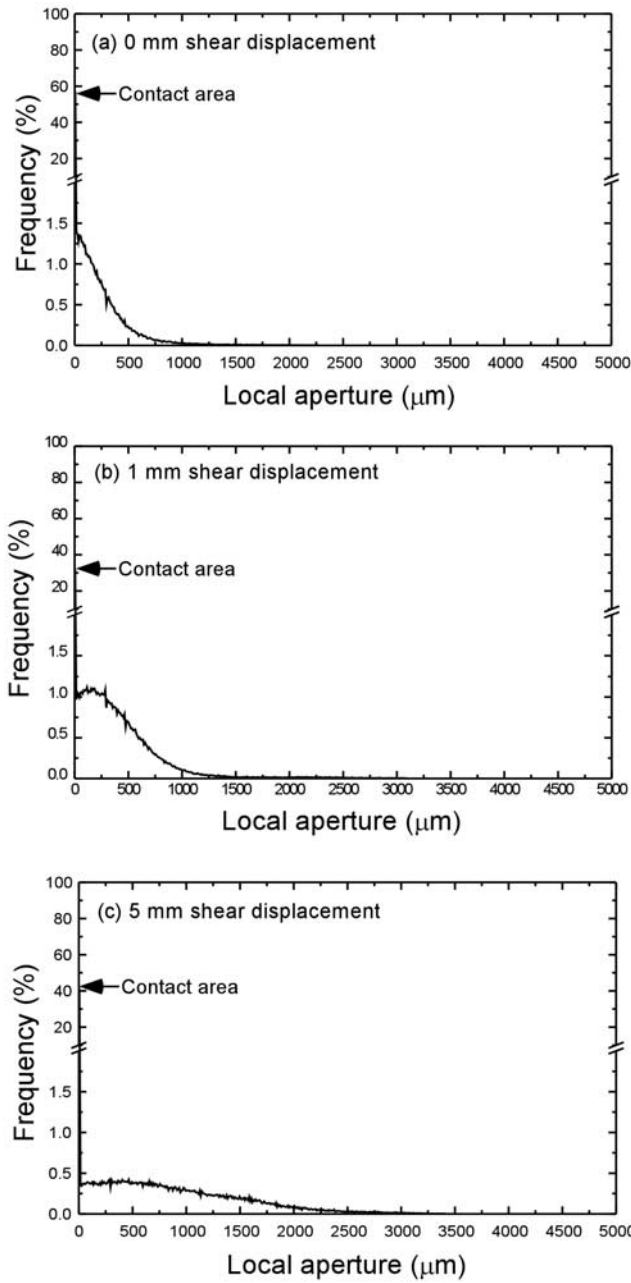 (a) 0 mm shear displacement
100
80
60
40
20
1.5
1.0
0.5
0.0
Contact area
Frequency (%)
0 500 1000 1500 2000 2500 3000 3500 4000 4500 5000
Local aperture (μm)
(b) 1 mm shear displacement
100
80
60
40
20
1.5
1.0
0.5
0.0
Contact area
Frequency (%)
0 500 1000 1500 2000 2500 3000 3500 4000 4500 5000
Local aperture (μm)
(c) 5 mm shear displacement
100
80
60
40
20
1.5
1.0
0.5
0.0
Contact area
Frequency (%)
0 500 1000 1500 2000 2500 3000 3500 4000 4500 5000
Local aperture (μm)